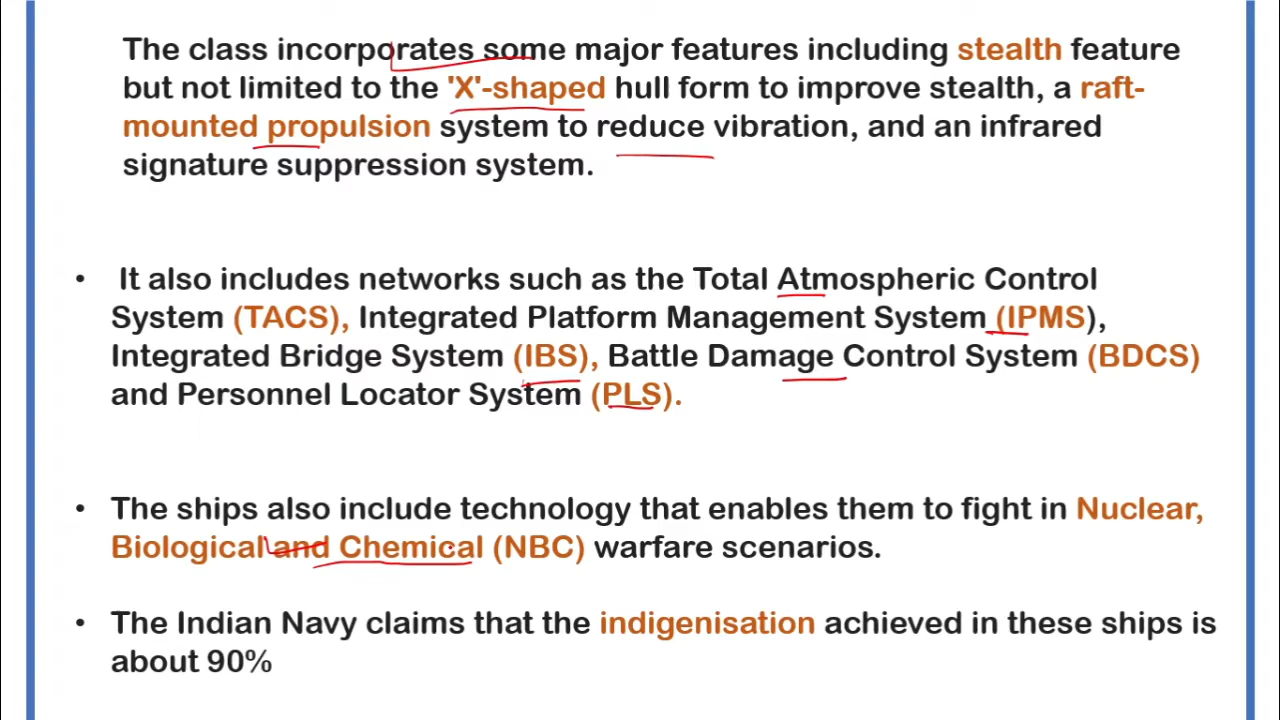 The class incorporates some major features including stealth feature
but not limited to the 'X'-shaped hull form to improve stealth, a raft-
mounted propulsion system to reduce vibration, and an infrared
signature suppression system.
• It also includes networks such as the Total Atmospheric Control
System (TACS), Integrated Platform Management System (IPMS),
Integrated Bridge System (IBS), Battle Damage Control System (BDCS)
and Personnel Locator System (PLS).
• The ships also include technology that enables them to fight in Nuclear,
Biological and Chemical (NBC) warfare scenarios.
• The Indian Navy claims that the indigenisation achieved in these ships is
about 90%